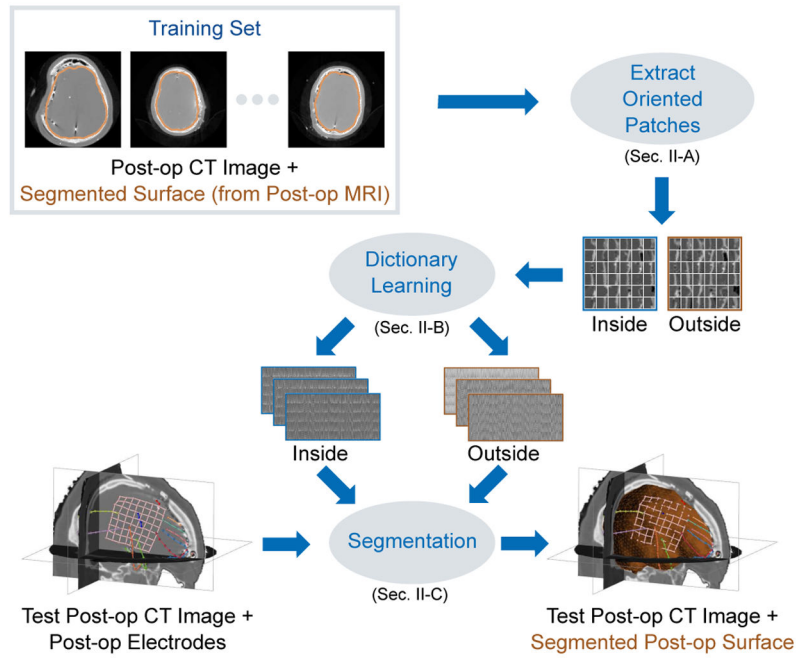 Training Set
Post-op CT Image +
Segmented Surface (from Post-op MRI)
Extract
Oriented
Patches
(Sec. II-A)
Inside
Outside
Dictionary
Learning
(Sec. II-B)
Inside
Outside
Segmentation
(Sec. II-C)
Test Post-op CT Image +
Post-op Electrodes
Test Post-op CT Image +
Segmented Post-op Surface